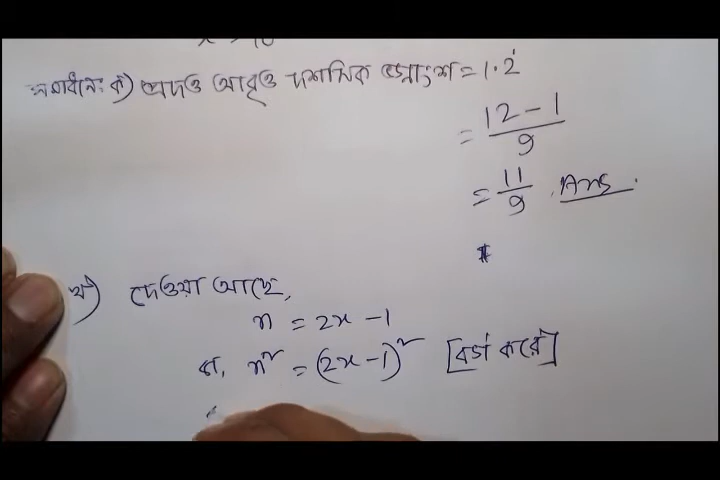 সমাধান: ক) প্রদত্ত আবৃত্ত দশমিক ভগ্নাংশ = 1.2̇
= 12 - 1 / 9
= 11 / 9 . Ans.
খ) দেওয়া আছে,
n = 2x - 1
বা, n² = (2x - 1)² [বর্গ করে]